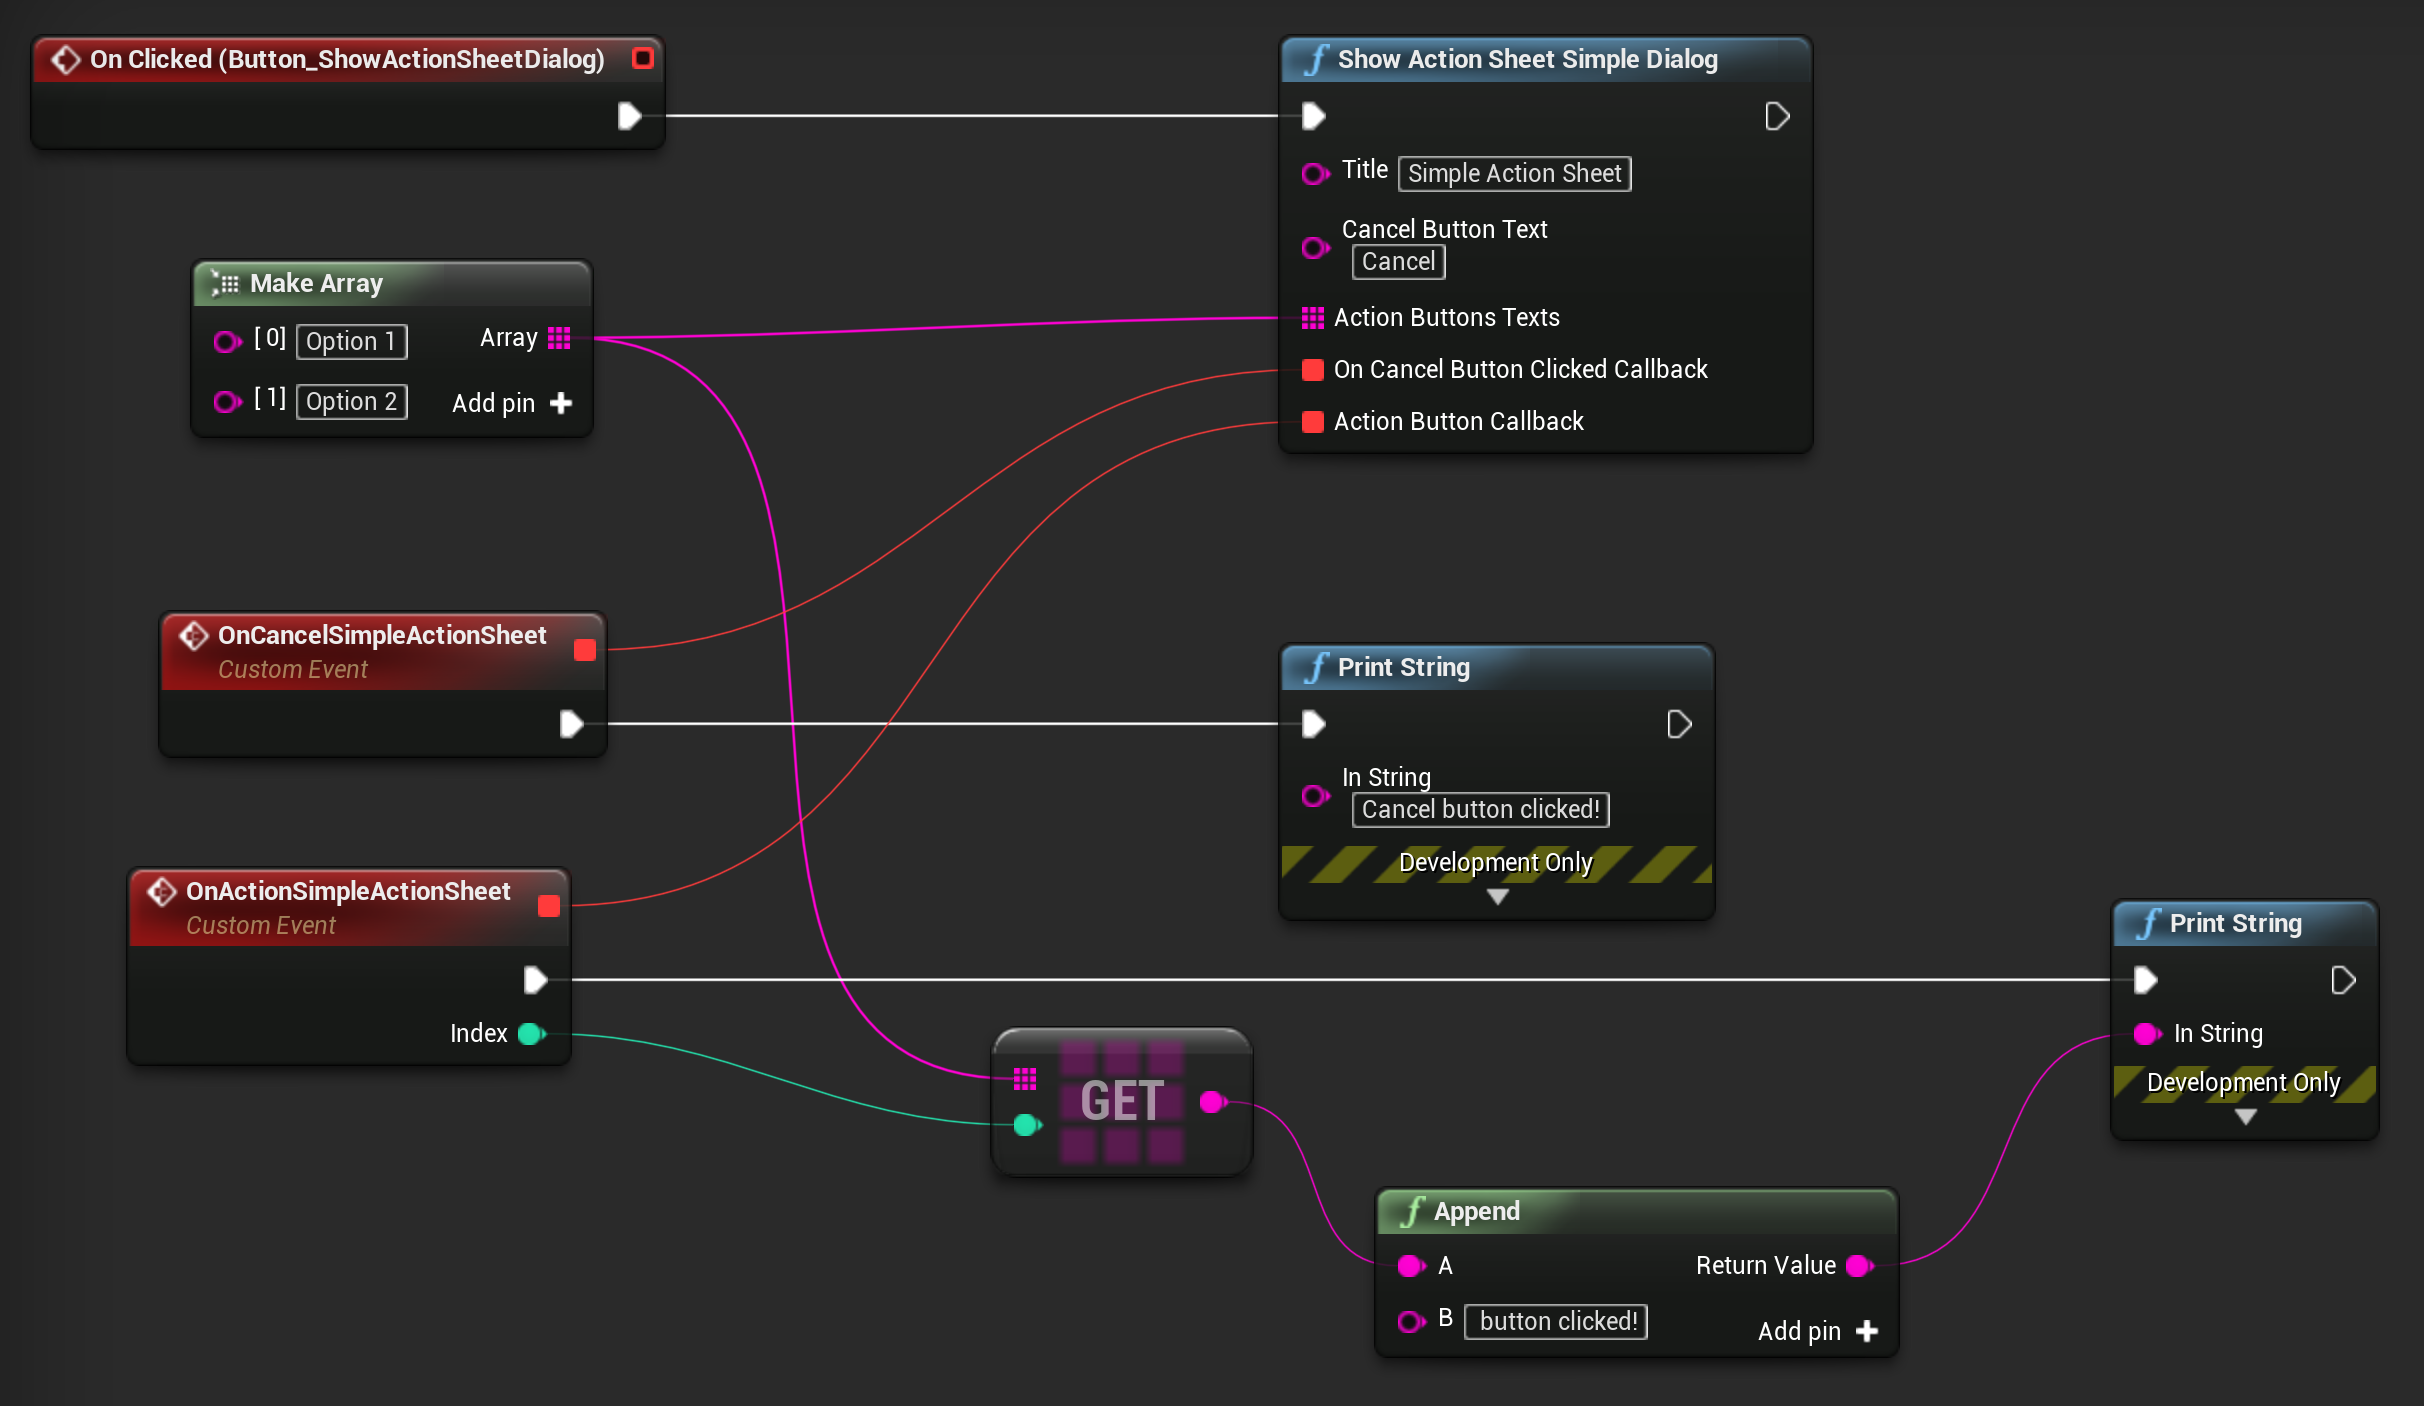 On Clicked (Button_ShowActionSheetDialog)
Show Action Sheet Simple Dialog
Title Simple Action Sheet
Cancel Button Text
Cancel
Action Buttons Texts
On Cancel Button Clicked Callback
Action Button Callback
Make Array
[0] Option 1 Array
[1] Option 2 Add pin
OnCancelSimpleActionSheet
Custom Event
Print String
In String
Cancel button clicked!
Development Only
OnActionSimpleActionSheet
Custom Event
Index
GET
Print String
In String
Development Only
Append
A Return Value
B button clicked! Add pin